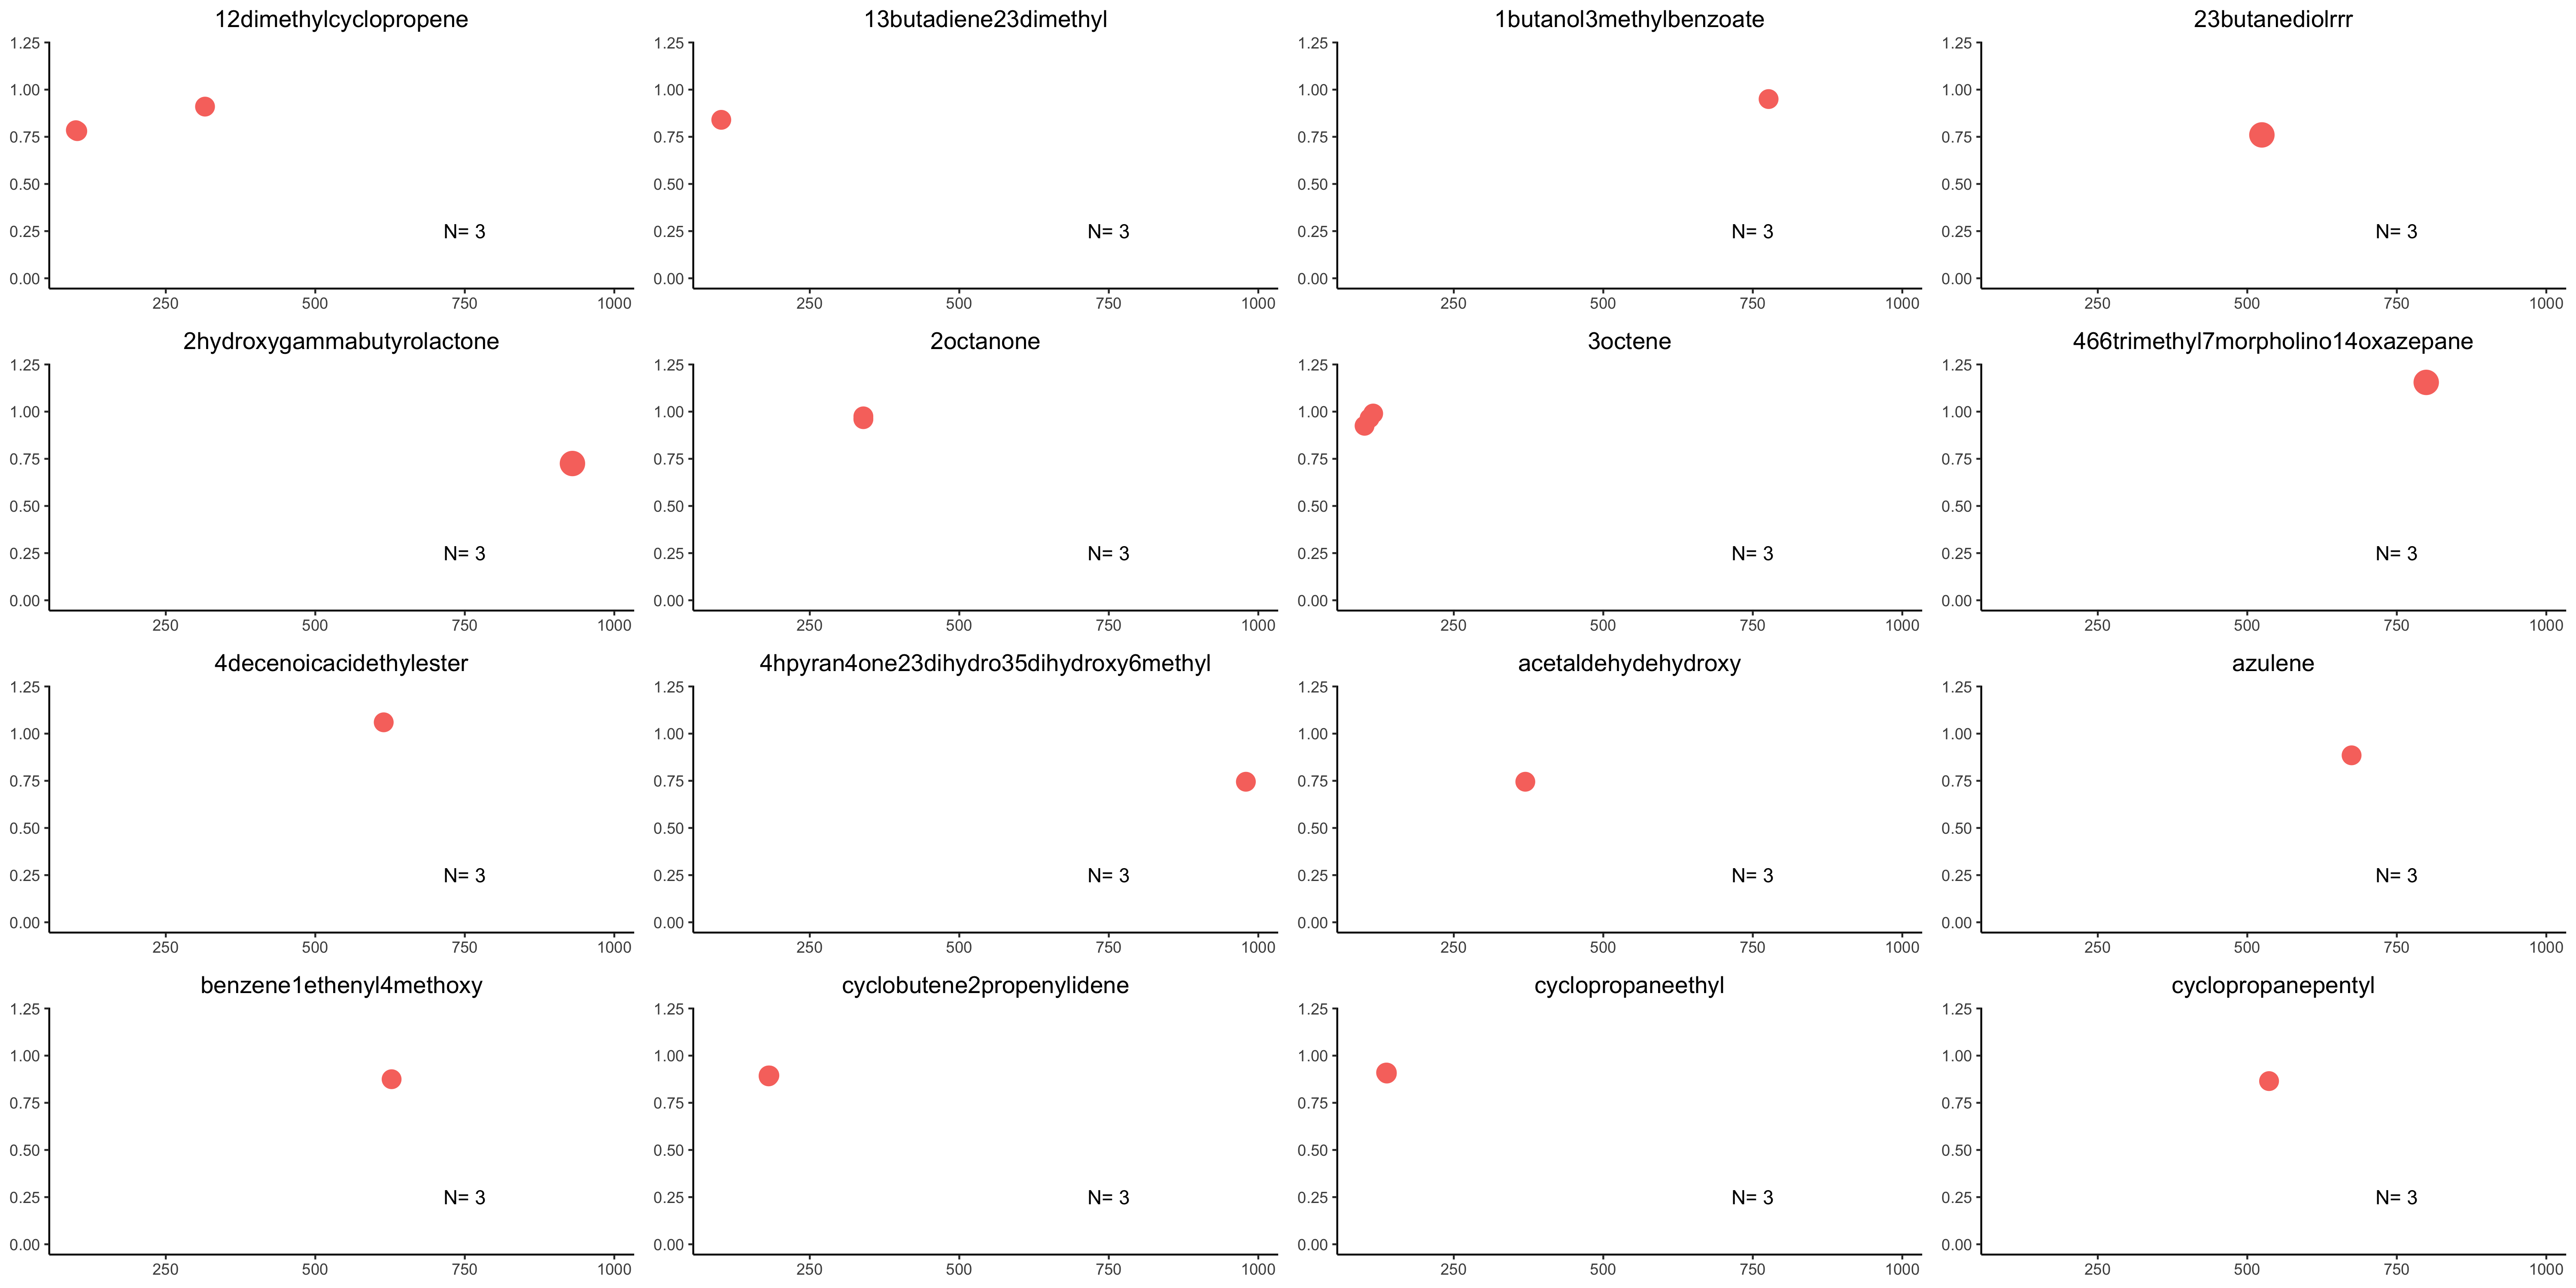 12dimethylcyclopropene
1.25
1.00
0.75
0.50
0.25
0.00
N= 3
250 500 750 1000
13butadiene23dimethyl
1.25
1.00
0.75
0.50
0.25
0.00
N= 3
250 500 750 1000
1butanol3methylbenzoate
1.25
1.00
0.75
0.50
0.25
0.00
N= 3
250 500 750 1000
23butanediolrrr
1.25
1.00
0.75
0.50
0.25
0.00
N= 3
250 500 750 1000
2hydroxygammabutyrolactone
1.25
1.00
0.75
0.50
0.25
0.00
N= 3
250 500 750 1000
2octanone
1.25
1.00
0.75
0.50
0.25
0.00
N= 3
250 500 750 1000
3octene
1.25
1.00
0.75
0.50
0.25
0.00
N= 3
250 500 750 1000
466trimethyl7morpholino14oxazepane
1.25
1.00
0.75
0.50
0.25
0.00
N= 3
250 500 750 1000
4decenoicacidethylester
1.25
1.00
0.75
0.50
0.25
0.00
N= 3
250 500 750 1000
4hpyran4one23dihydro35dihydroxy6methyl
1.25
1.00
0.75
0.50
0.25
0.00
N= 3
250 500 750 1000
acetaldehydehydroxy
1.25
1.00
0.75
0.50
0.25
0.00
N= 3
250 500 750 1000
azulene
1.25
1.00
0.75
0.50
0.25
0.00
N= 3
250 500 750 1000
benzene1ethenyl4methoxy
1.25
1.00
0.75
0.50
0.25
0.00
N= 3
250 500 750 1000
cyclobutene2propenylidene
1.25
1.00
0.75
0.50
0.25
0.00
N= 3
250 500 750 1000
cyclopropaneethyl
1.25
1.00
0.75
0.50
0.25
0.00
N= 3
250 500 750 1000
cyclopropanepentyl
1.25
1.00
0.75
0.50
0.25
0.00
N= 3
250 500 750 1000